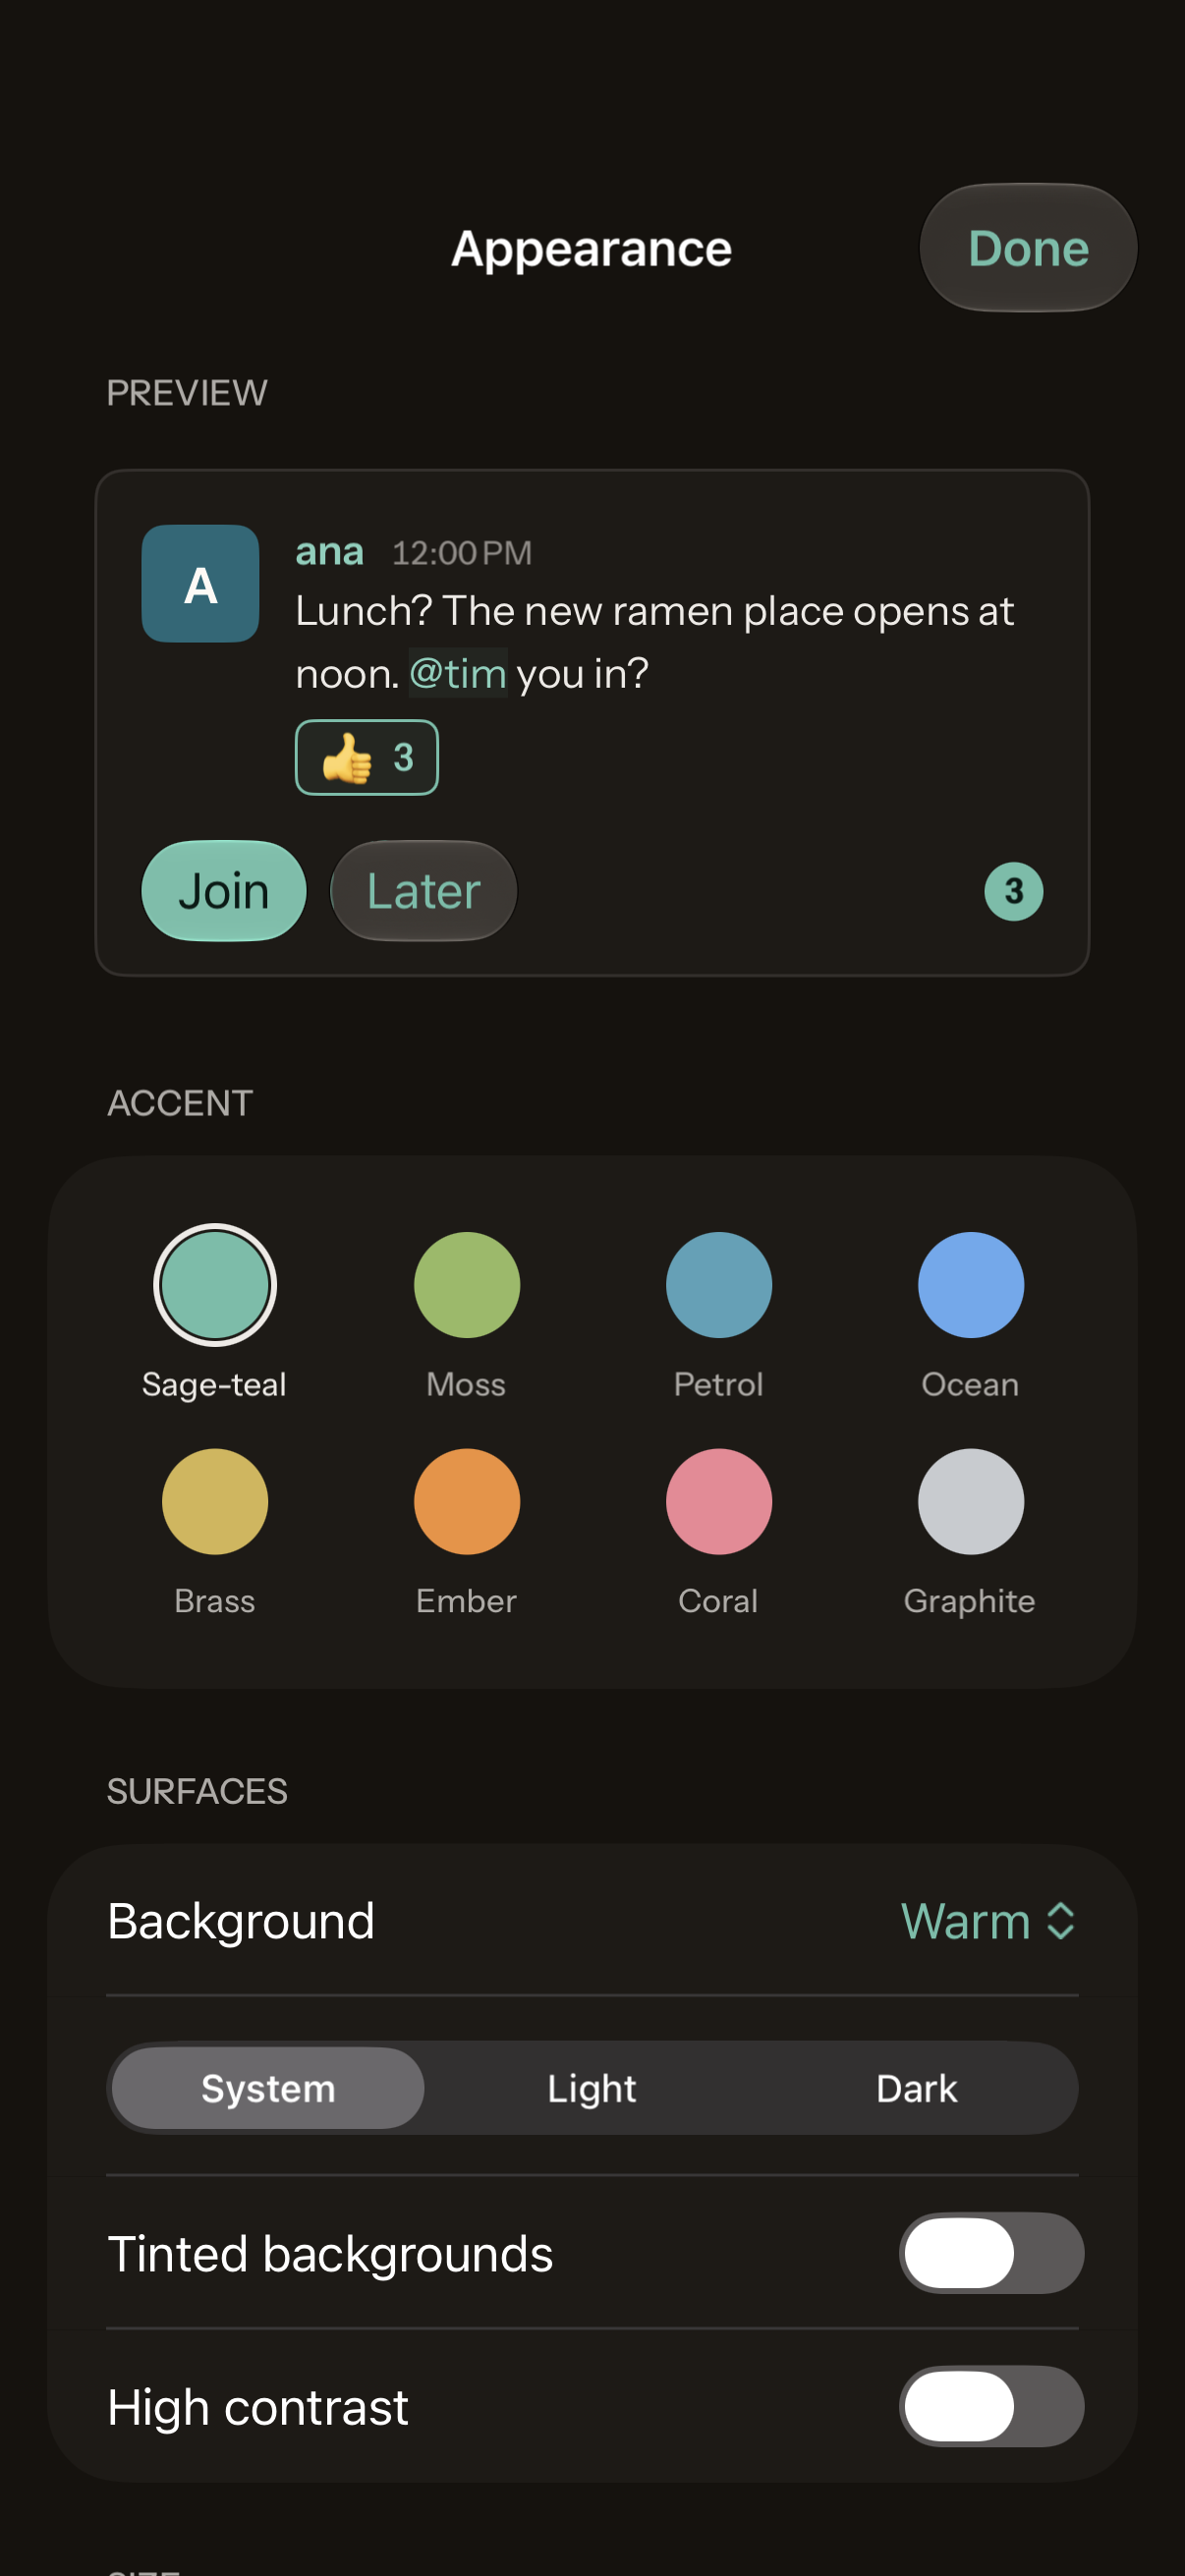 Appearance
Done
PREVIEW
A
ana 12:00 PM
Lunch? The new ramen place opens at
noon. @tim you in?
👍 3
Join
Later
3
ACCENT
Sage-teal
Moss
Petrol
Ocean
Brass
Ember
Coral
Graphite
SURFACES
Background
Warm
System
Light
Dark
Tinted backgrounds
High contrast